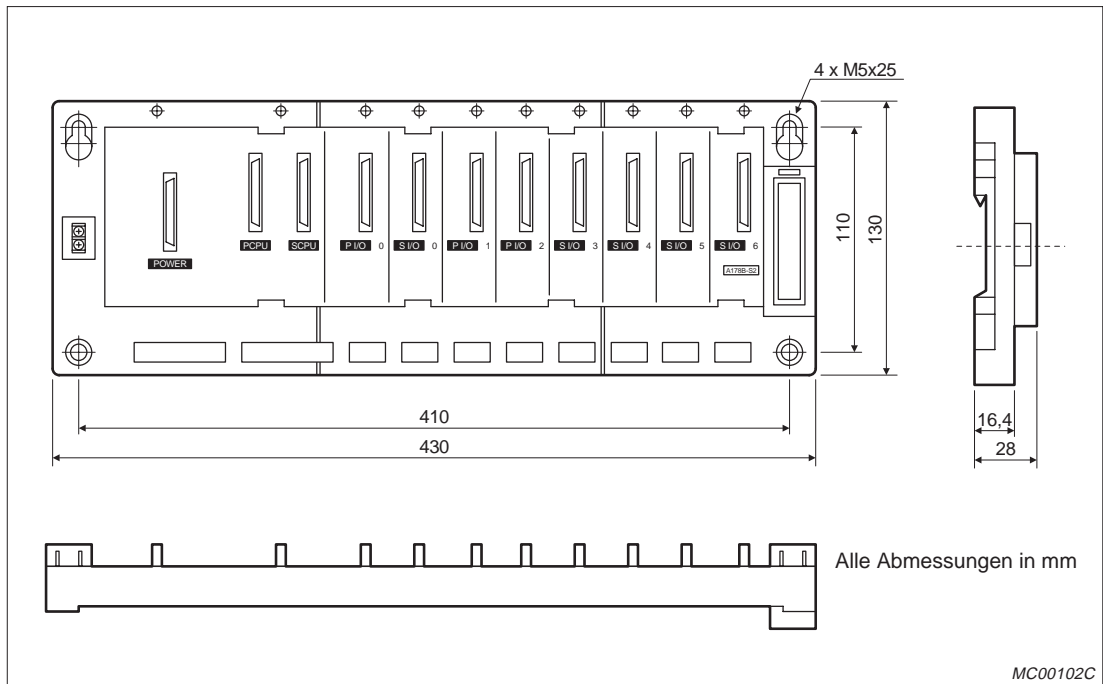 4 x M5x25
PCPU SCPU P I/O 0 S I/O 0 P I/O 1 P I/O 2 S I/O 3 S I/O 4 S I/O 5 S I/O 6
POWER
A178B-S2
110
130
410
430
16,4
28
Alle Abmessungen in mm
MC00102C